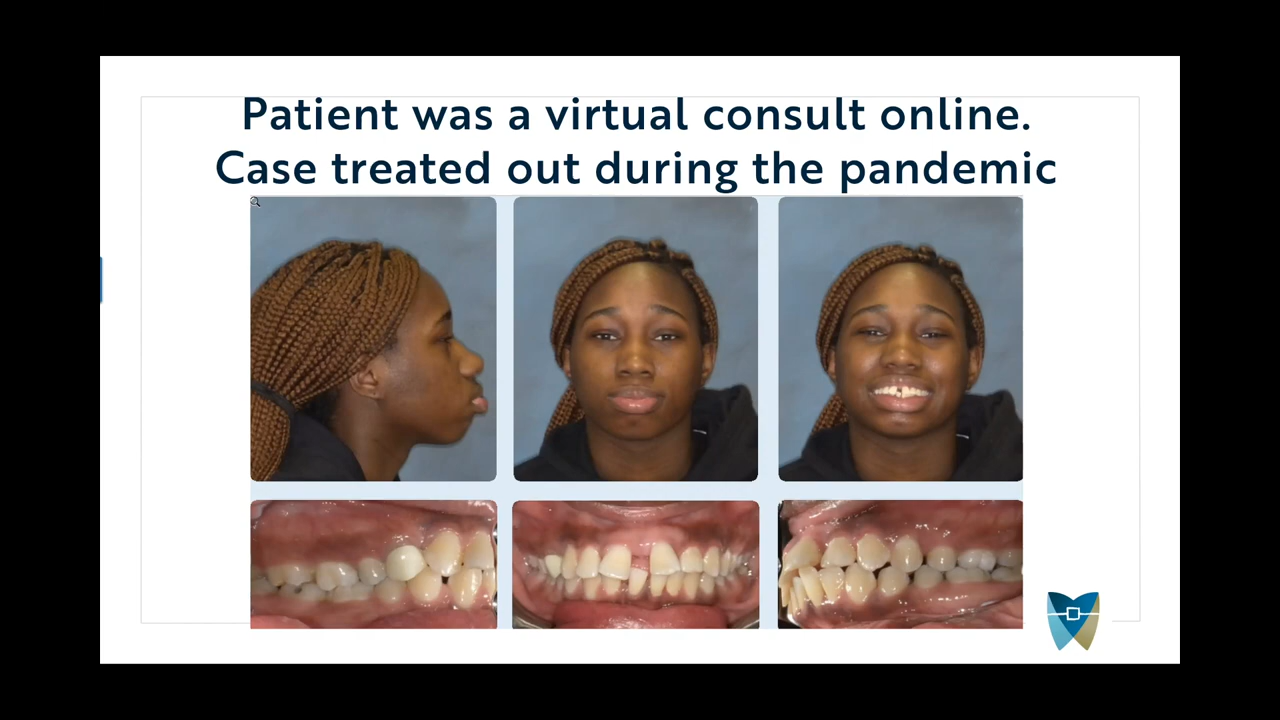 Patient was a virtual consult online.
Case treated out during the pandemic